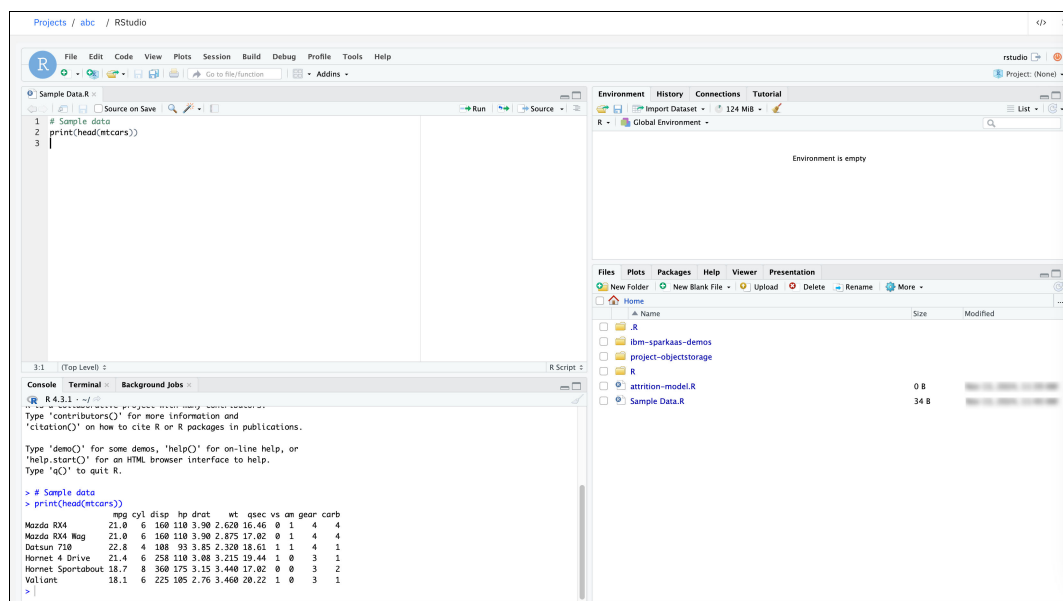 Projects / abc / RStudio </>
File Edit Code View Plots Session Build Debug Profile Tools Help
rstudio
R
Go to file/function
Addins
Project: (None)
Sample Data.R
Source on Save
Run
Source
1 # Sample data
2 print(head(mtcars))
3
3:1 (Top Level)
R Script
Console Terminal Background Jobs
R 4.3.1 · ~/
Type 'contributors()' for more information and
'citation()' on how to cite R or R packages in publications.
Type 'demo()' for some demos, 'help()' for on-line help, or
'help.start()' for an HTML browser interface to help.
Type 'q()' to quit R.
> # Sample data
> print(head(mtcars))
mpg cyl disp hp drat wt qsec vs am gear carb
Mazda RX4 21.0 6 160 110 3.90 2.620 16.46 0 1 4 4
Mazda RX4 Wag 21.0 6 160 110 3.90 2.875 17.02 0 1 4 4
Datsun 710 22.8 4 108 93 3.85 2.320 18.61 1 1 4 1
Hornet 4 Drive 21.4 6 258 110 3.08 3.215 19.44 1 0 3 1
Hornet Sportabout 18.7 8 360 175 3.15 3.440 17.02 0 0 3 2
Valiant 18.1 6 225 105 2.76 3.460 20.22 1 0 3 1
>
Environment History Connections Tutorial
Import Dataset 124 MiB List
R Global Environment
Environment is empty
Files Plots Packages Help Viewer Presentation
New Folder New Blank File Upload Delete Rename More
Home ...
Name Size Modified
.R
ibm-sparkaas-demos
project-objectstorage
R
attrition-model.R 0 B
Sample Data.R 34 B